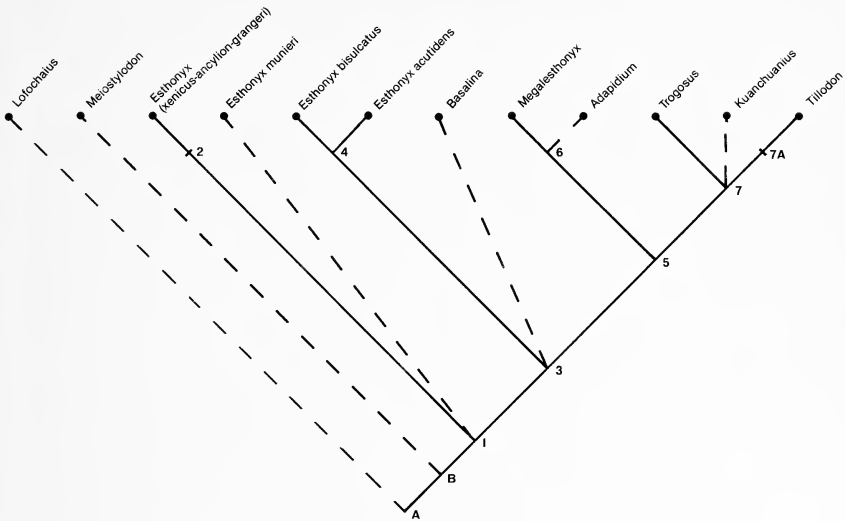 Lofochaius
Meiostylodon
Esthonyx
(xenicus-ancylion-grangeri)
Esthonyx munieri
Esthonyx bisulcatus
Esthonyx acutidens
Basalina
Megalesthonyx
Adapidium
Trogosus
Kuanchuanius
Tillodon
2
4
6
7A
7
5
3
I
B
A